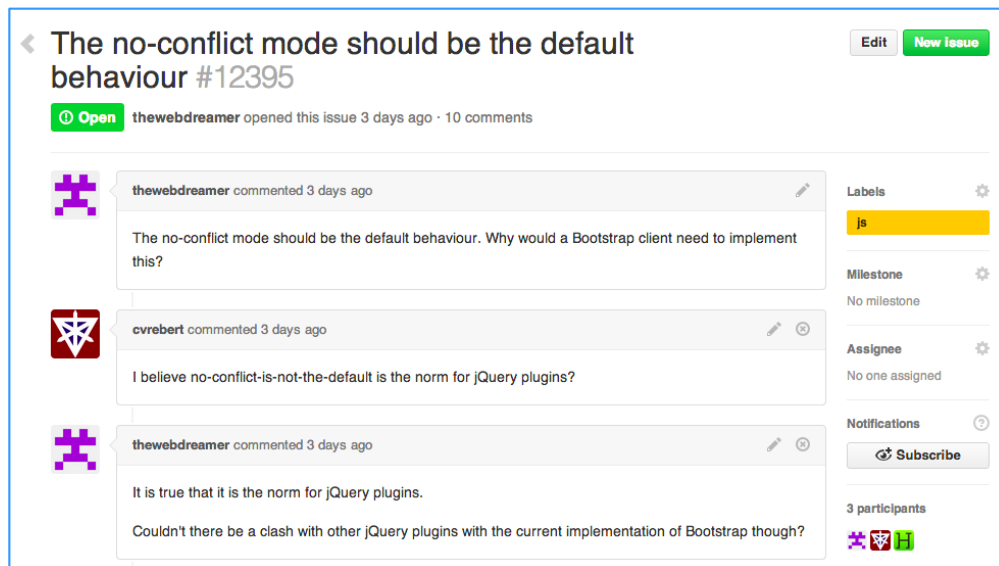 The no-conflict mode should be the default
behaviour #12395
Edit
New issue
Open thewebdreamer opened this issue 3 days ago · 10 comments
thewebdreamer commented 3 days ago
The no-conflict mode should be the default behaviour. Why would a Bootstrap client need to implement
this?
cvrebert commented 3 days ago
I believe no-conflict-is-not-the-default is the norm for jQuery plugins?
thewebdreamer commented 3 days ago
It is true that it is the norm for jQuery plugins.
Couldn't there be a clash with other jQuery plugins with the current implementation of Bootstrap though?
Labels
js
Milestone
No milestone
Assignee
No one assigned
Notifications
Subscribe
3 participants